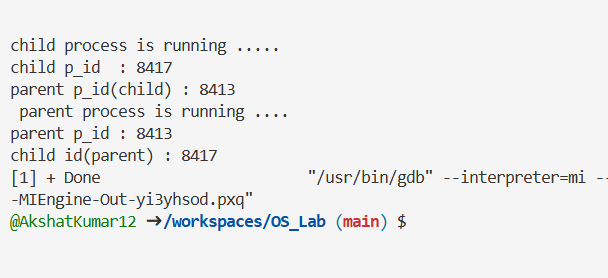 child process is running .....
child p_id  : 8417
parent p_id(child) : 8413
 parent process is running ....
parent p_id : 8413
child id(parent) : 8417
[1] + Done                       "/usr/bin/gdb" --interpreter=mi --
-MIEngine-Out-yi3yhsod.pxq"
@AkshatKumar12 ➜/workspaces/OS_Lab (main) $